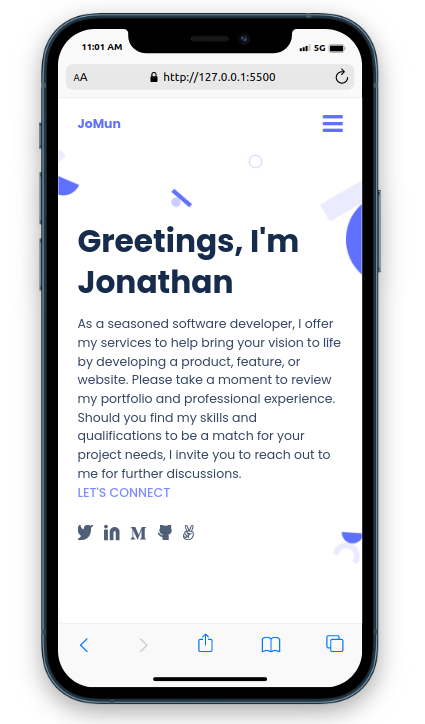 11:01 AM
5G
AA
http://127.0.0.1:5500
JoMun
Greetings, I'm
Jonathan
As a seasoned software developer, I offer
my services to help bring your vision to life
by developing a product, feature, or
website. Please take a moment to review
my portfolio and professional experience.
Should you find my skills and
qualifications to be a match for your
project needs, I invite you to reach out to
me for further discussions.
LET'S CONNECT